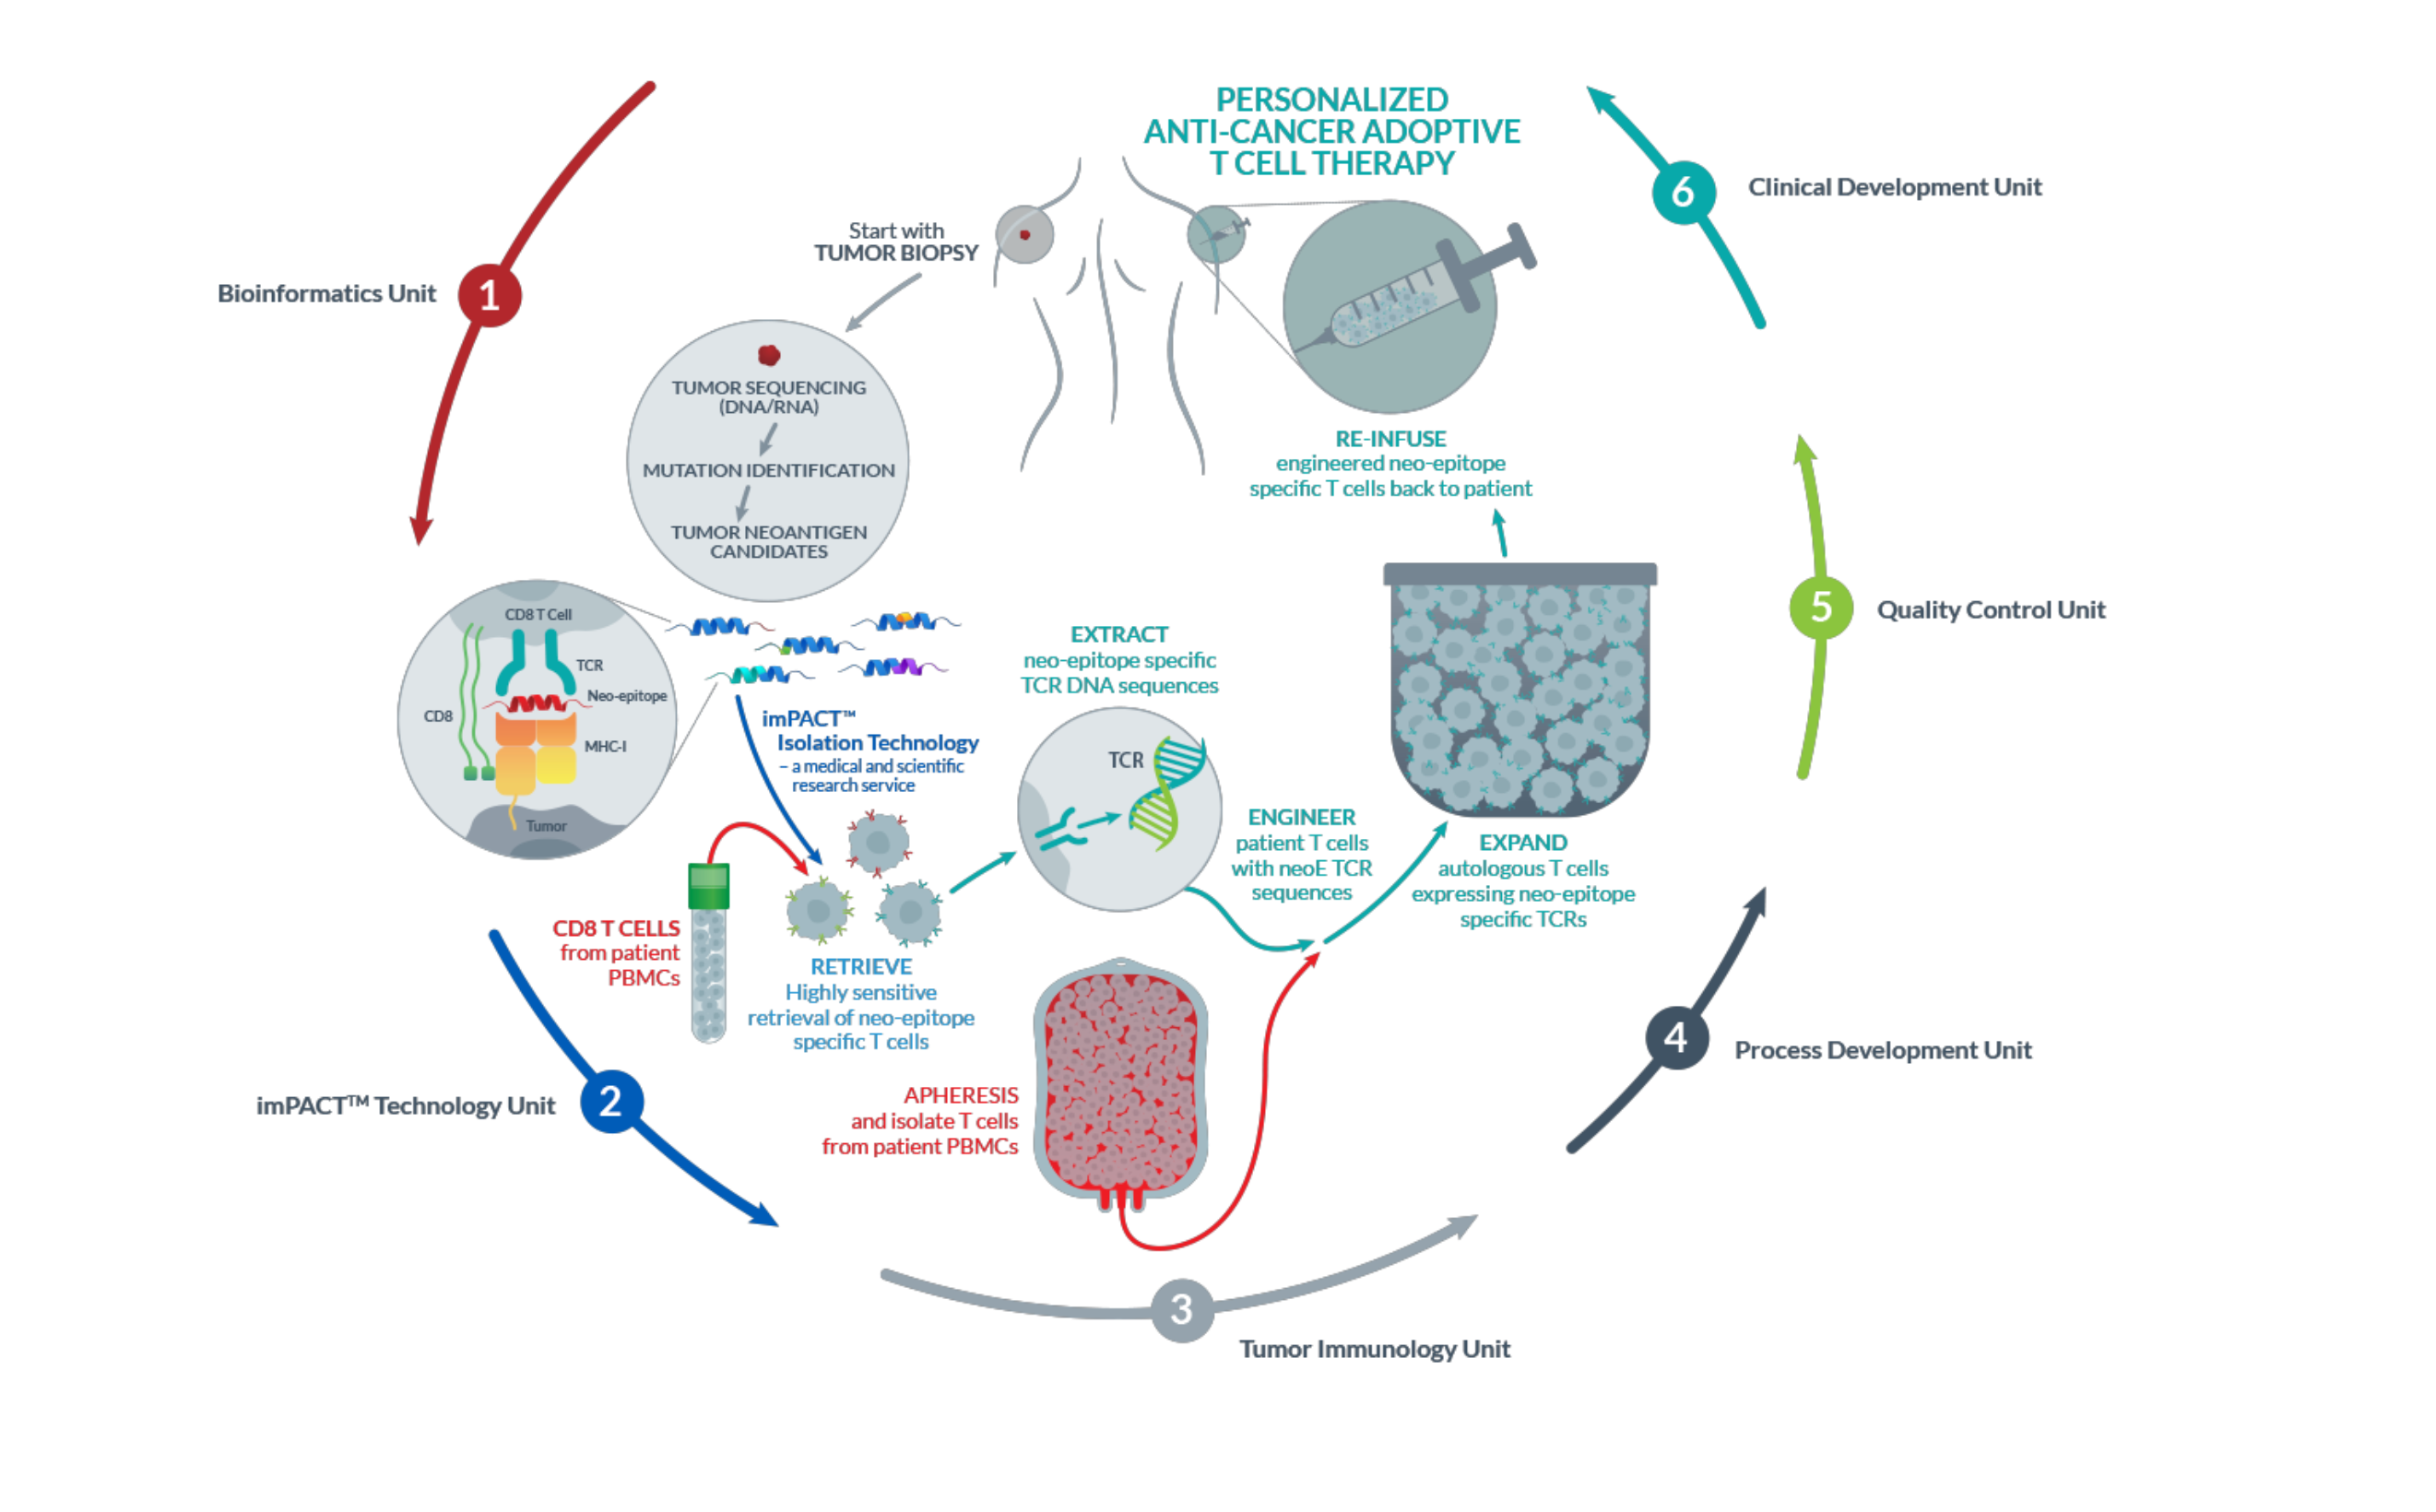 PERSONALIZED
ANTI-CANCER ADOPTIVE
T CELL THERAPY
Start with
TUMOR BIOPSY
1
Bioinformatics Unit
TUMOR SEQUENCING
(DNA/RNA)
MUTATION IDENTIFICATION
TUMOR NEOANTIGEN
CANDIDATES
CD8 T Cell
TCR
Neo-epitope
CD8
MHC-I
Tumor
imPACT™
Isolation Technology
– a medical and scientific
research service
CD8 T CELLS
from patient
PBMCs
RETRIEVE
Highly sensitive
retrieval of neo-epitope
specific T cells
2
imPACT™ Technology Unit
EXTRACT
neo-epitope specific
TCR DNA sequences
TCR
APHERESIS
and isolate T cells
from patient PBMCs
3
Tumor Immunology Unit
ENGINEER
patient T cells
with neoE TCR
sequences
EXPAND
autologous T cells
expressing neo-epitope
specific TCRs
4
Process Development Unit
5
Quality Control Unit
RE-INFUSE
engineered neo-epitope
specific T cells back to patient
6
Clinical Development Unit